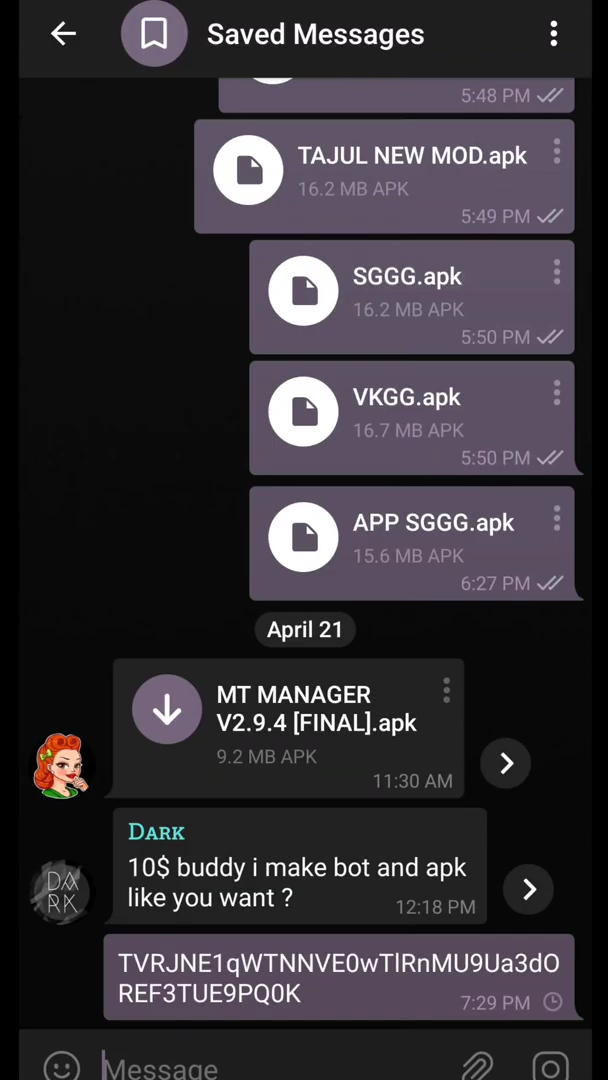 Saved Messages
5:48 PM
TAJUL NEW MOD.apk
16.2 MB APK
5:49 PM
SGGG.apk
16.2 MB APK
5:50 PM
VKGG.apk
16.7 MB APK
5:50 PM
APP SGGG.apk
15.6 MB APK
6:27 PM
April 21
MT MANAGER
V2.9.4 [FINAL].apk
9.2 MB APK
11:30 AM
DARK
10$ buddy i make bot and apk
like you want ?
12:18 PM
DA
RK
TVRJNE1qWTNNVE0wTlRnMU9Ua3dO
REF3TUE9PQ0K
7:29 PM
Message